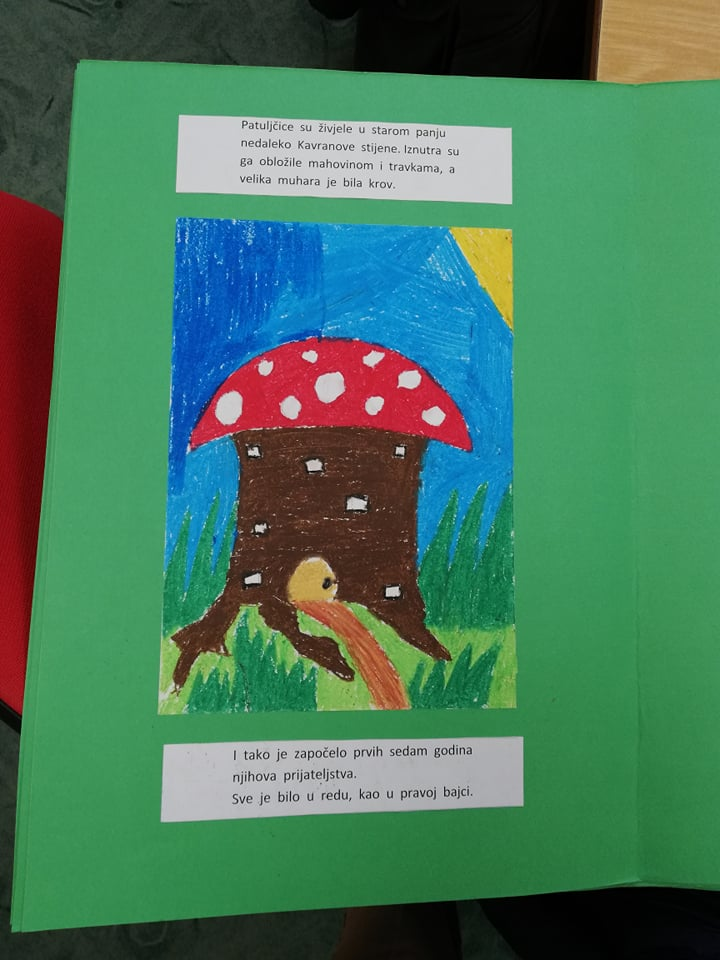 Patuljčice su živjele u starom panju
nedaleko Kavranove stijene. Iznutra su
ga obložile mahovinom i travkama, a
velika muhara je bila krov.
I tako je započelo prvih sedam godina
njihova prijateljstva.
Sve je bilo u redu, kao u pravoj bajci.